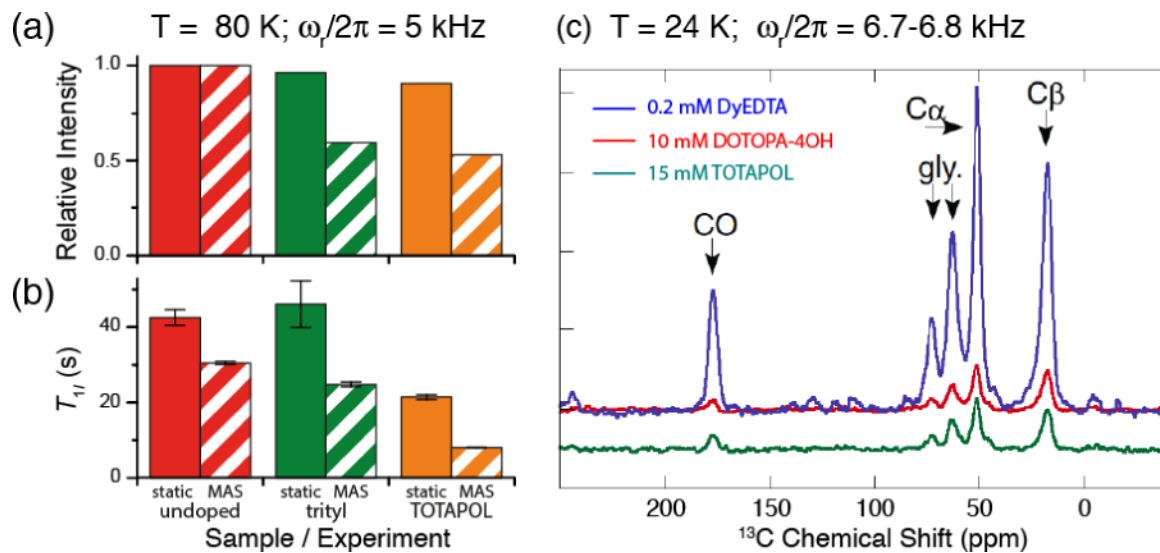 (a) T = 80 K; ωr/2π = 5 kHz
Relative Intensity
1.0
0.5
0.0
(b)
T1I (s)
40
20
0
static MAS static MAS static MAS
undoped trityl TOTAPOL
Sample / Experiment
(c) T = 24 K; ωr/2π = 6.7-6.8 kHz
0.2 mM DyEDTA
10 mM DOTOPA-4OH
15 mM TOTAPOL
Cα
Cβ
gly.
CO
200 150 100 50 0
13C Chemical Shift (ppm)